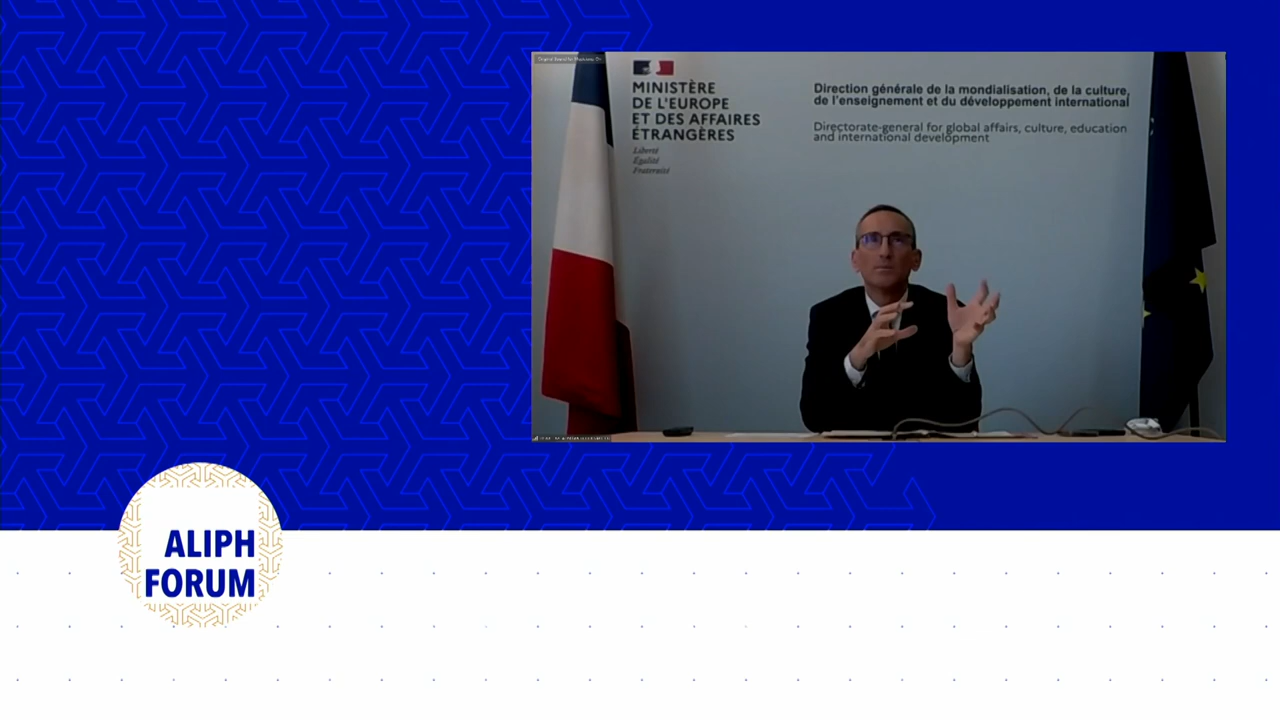 MINISTÈRE
DE L'EUROPE
ET DES AFFAIRES
ÉTRANGÈRES
Liberté
Égalité
Fraternité
Direction générale de la mondialisation, de la culture,
de l'enseignement et du développement international
Directorate-general for global affairs, culture, education
and international development
ALIPH
FORUM